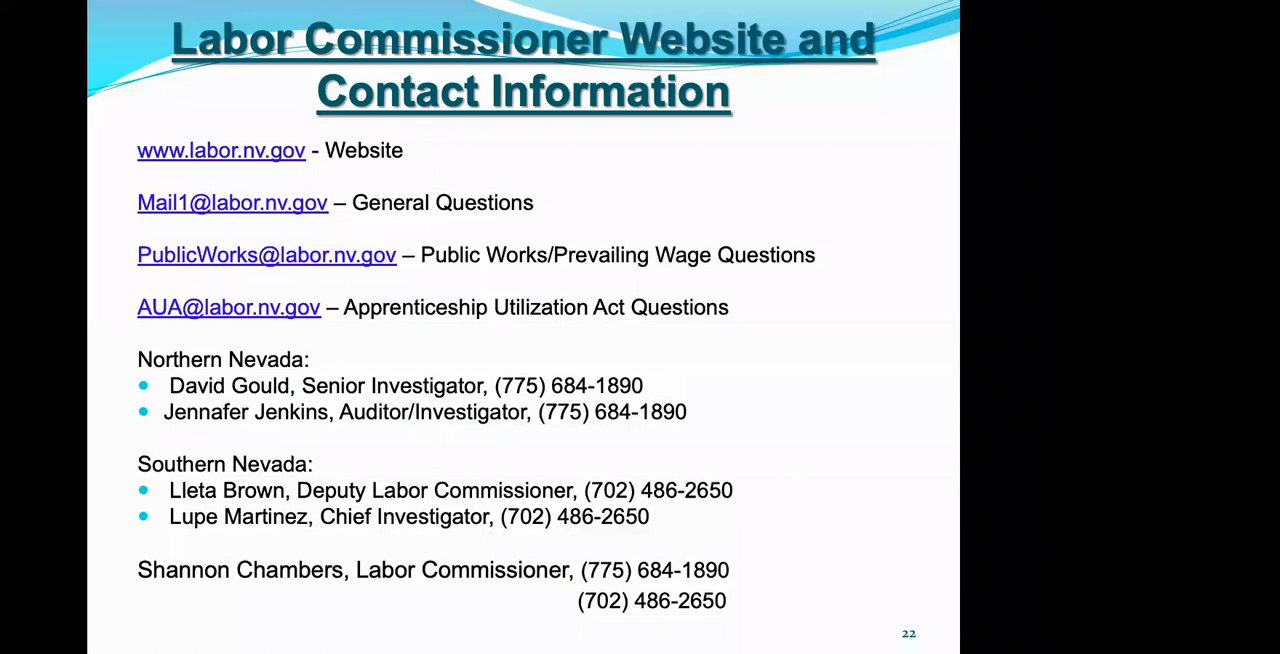 Labor Commissioner Website and
Contact Information
www.labor.nv.gov - Website
Mail1@labor.nv.gov – General Questions
PublicWorks@labor.nv.gov – Public Works/Prevailing Wage Questions
AUA@labor.nv.gov – Apprenticeship Utilization Act Questions
Northern Nevada:
• David Gould, Senior Investigator, (775) 684-1890
• Jennafer Jenkins, Auditor/Investigator, (775) 684-1890
Southern Nevada:
• Lleta Brown, Deputy Labor Commissioner, (702) 486-2650
• Lupe Martinez, Chief Investigator, (702) 486-2650
Shannon Chambers, Labor Commissioner, (775) 684-1890
(702) 486-2650
22